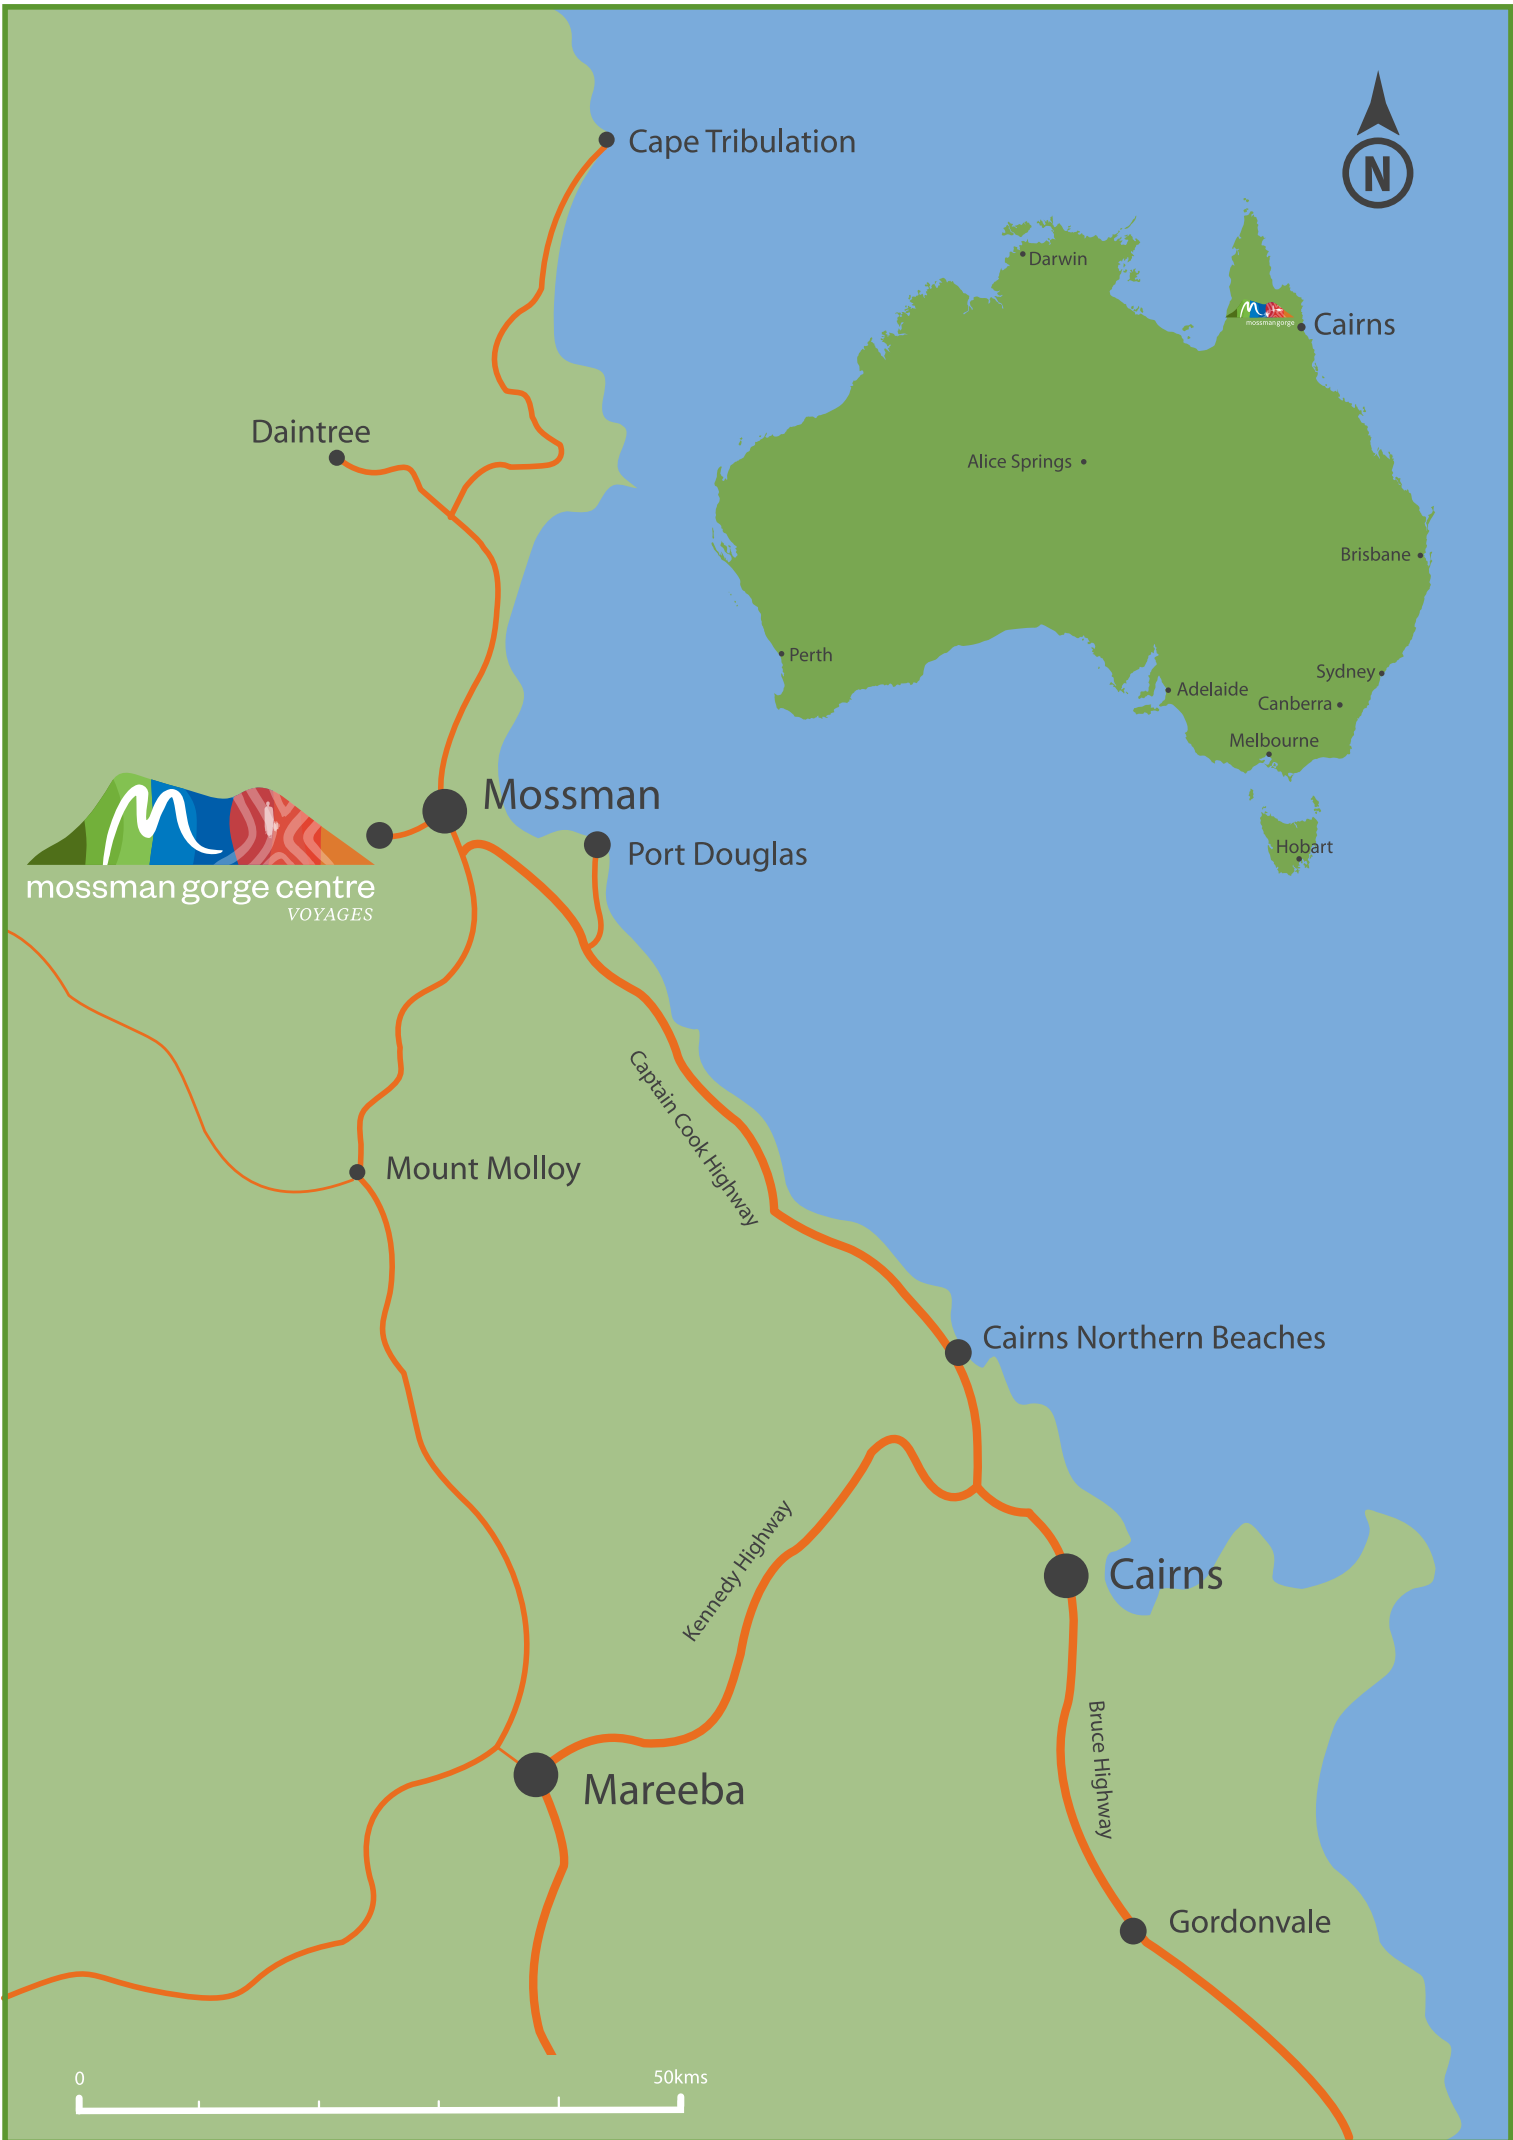 Cape Tribulation
N
Darwin
mossman gorge
Cairns
Daintree
Alice Springs
Brisbane
Perth
Sydney
Adelaide
Canberra
Melbourne
Mossman
Port Douglas
Hobart
mossman gorge centre
VOYAGES
Captain Cook Highway
Mount Molloy
Cairns Northern Beaches
Kennedy Highway
Cairns
Bruce Highway
Mareeba
Gordonvale
0
50kms